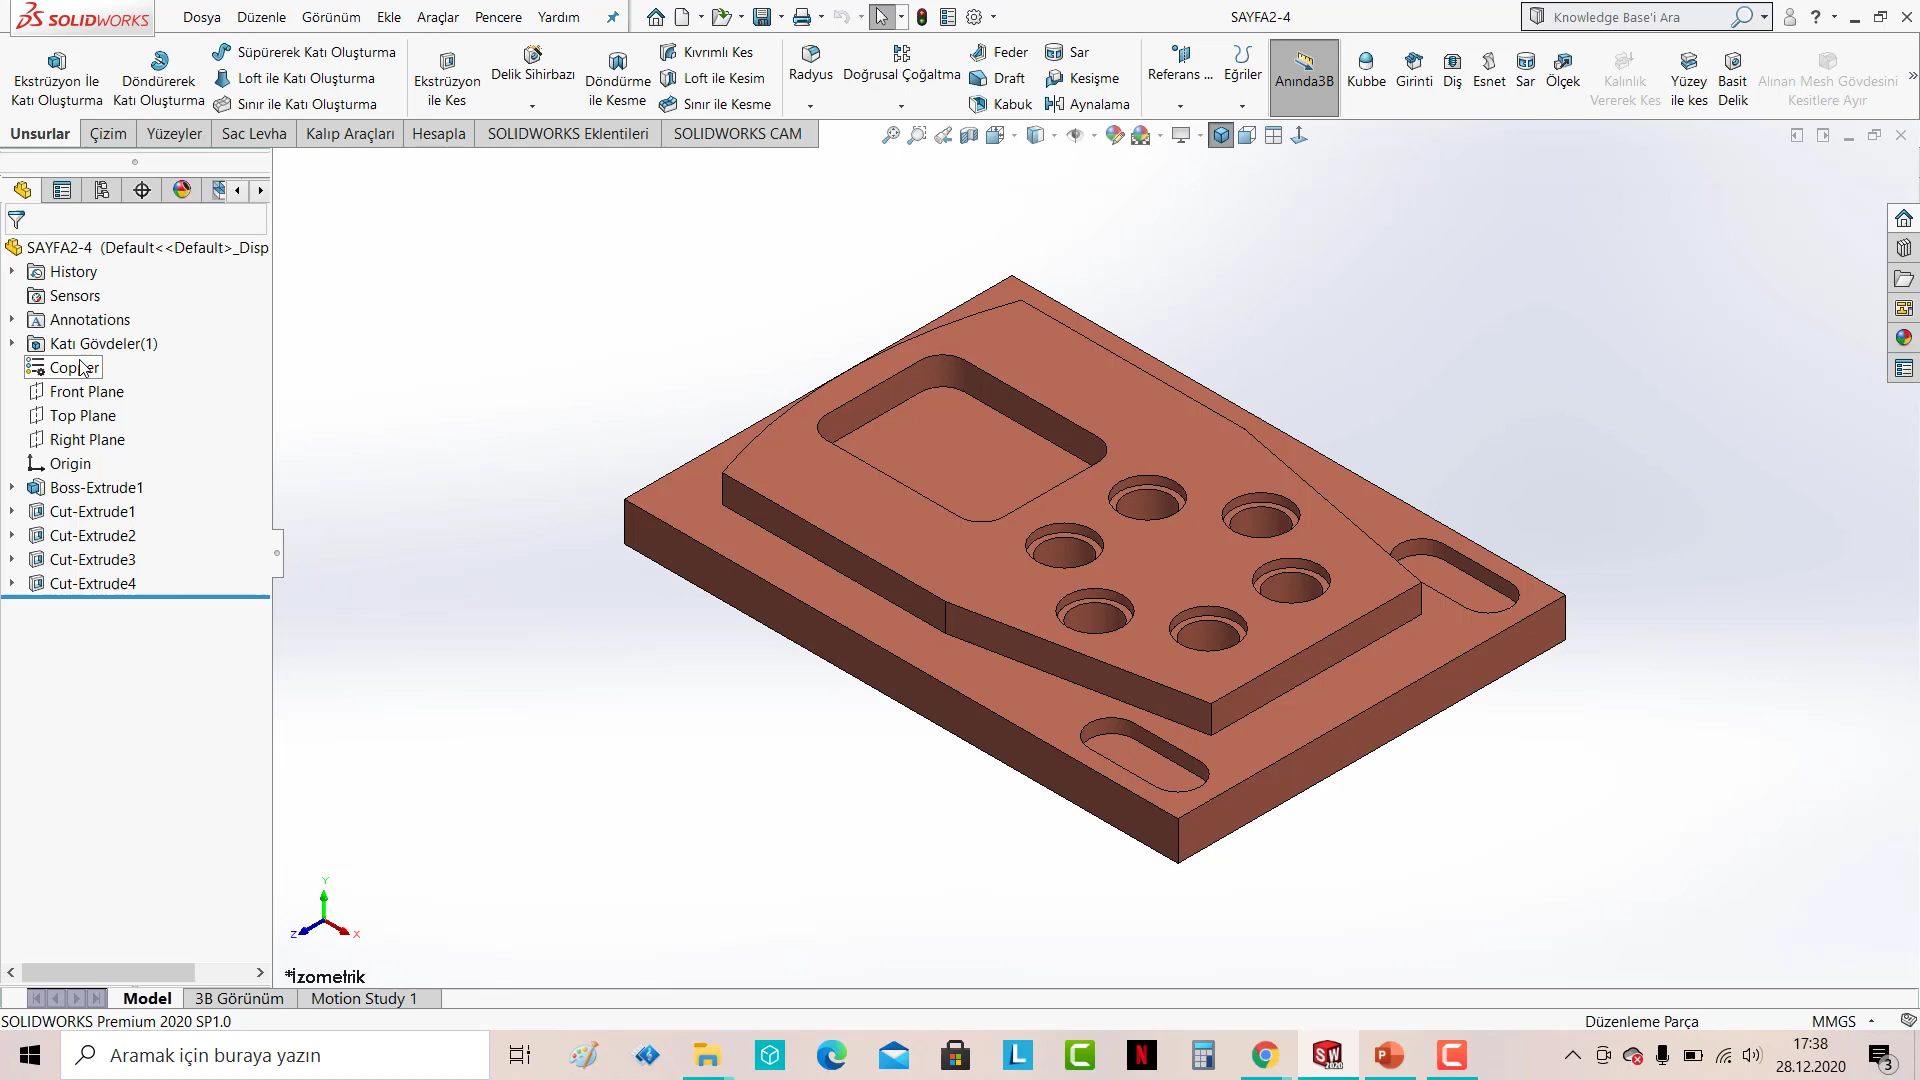 SOLIDWORKS Dosya Düzenle Görünüm Ekle Araçlar Pencere Yardım SAYFA2-4 Knowledge Base'i Ara ?
Ekstrüzyon İle Katı Oluşturma
Döndürerek Katı Oluşturma
Süpürerek Katı Oluşturma
Loft ile Katı Oluşturma
Sınır ile Katı Oluşturma
Ekstrüzyon ile Kes
Delik Sihirbazı
Döndürme ile Kesme
Kıvrımlı Kes
Loft ile Kesim
Sınır ile Kesme
Radyus
Doğrusal Çoğaltma
Feder
Draft
Kabuk
Sar
Kesişme
Aynalama
Referans ...
Eğriler
Anında3B
Kubbe
Girinti
Diş
Esnet
Sar
Ölçek
Kalınlık Vererek Kes
Yüzey ile kes
Basit Delik
Alınan Mesh Gövdesini Kesitlere Ayır
Unsurlar Çizim Yüzeyler Sac Levha Kalıp Araçları Hesapla SOLIDWORKS Eklentileri SOLIDWORKS CAM
SAYFA2-4 (Default<<Default>_Disp
History
Sensors
Annotations
Katı Gövdeler(1)
Front Plane
Top Plane
Right Plane
Origin
Boss-Extrude1
Cut-Extrude1
Cut-Extrude2
Cut-Extrude3
Cut-Extrude4
Y
Z
X
*İzometrik
Model 3B Görünüm Motion Study 1
SOLIDWORKS Premium 2020 SP1.0 Düzenleme Parça MMGS
Aramak için buraya yazın
17:38
28.12.2020
3